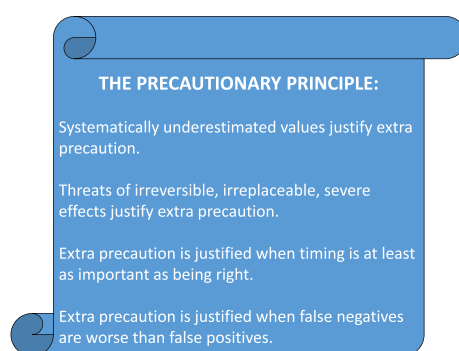 THE PRECAUTIONARY PRINCIPLE:
Systematically underestimated values justify extra
precaution.
Threats of irreversible, irreplaceable, severe
effects justify extra precaution.
Extra precaution is justified when timing is at least
as important as being right.
Extra precaution is justified when false negatives
are worse than false positives.